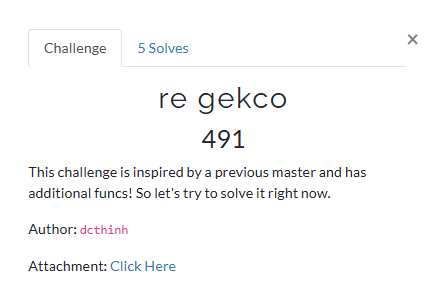 Challenge
5 Solves
×
re gekco
491
This challenge is inspired by a previous master and has
additional funcs! So let's try to solve it right now.
Author: dcthinh
Attachment: Click Here